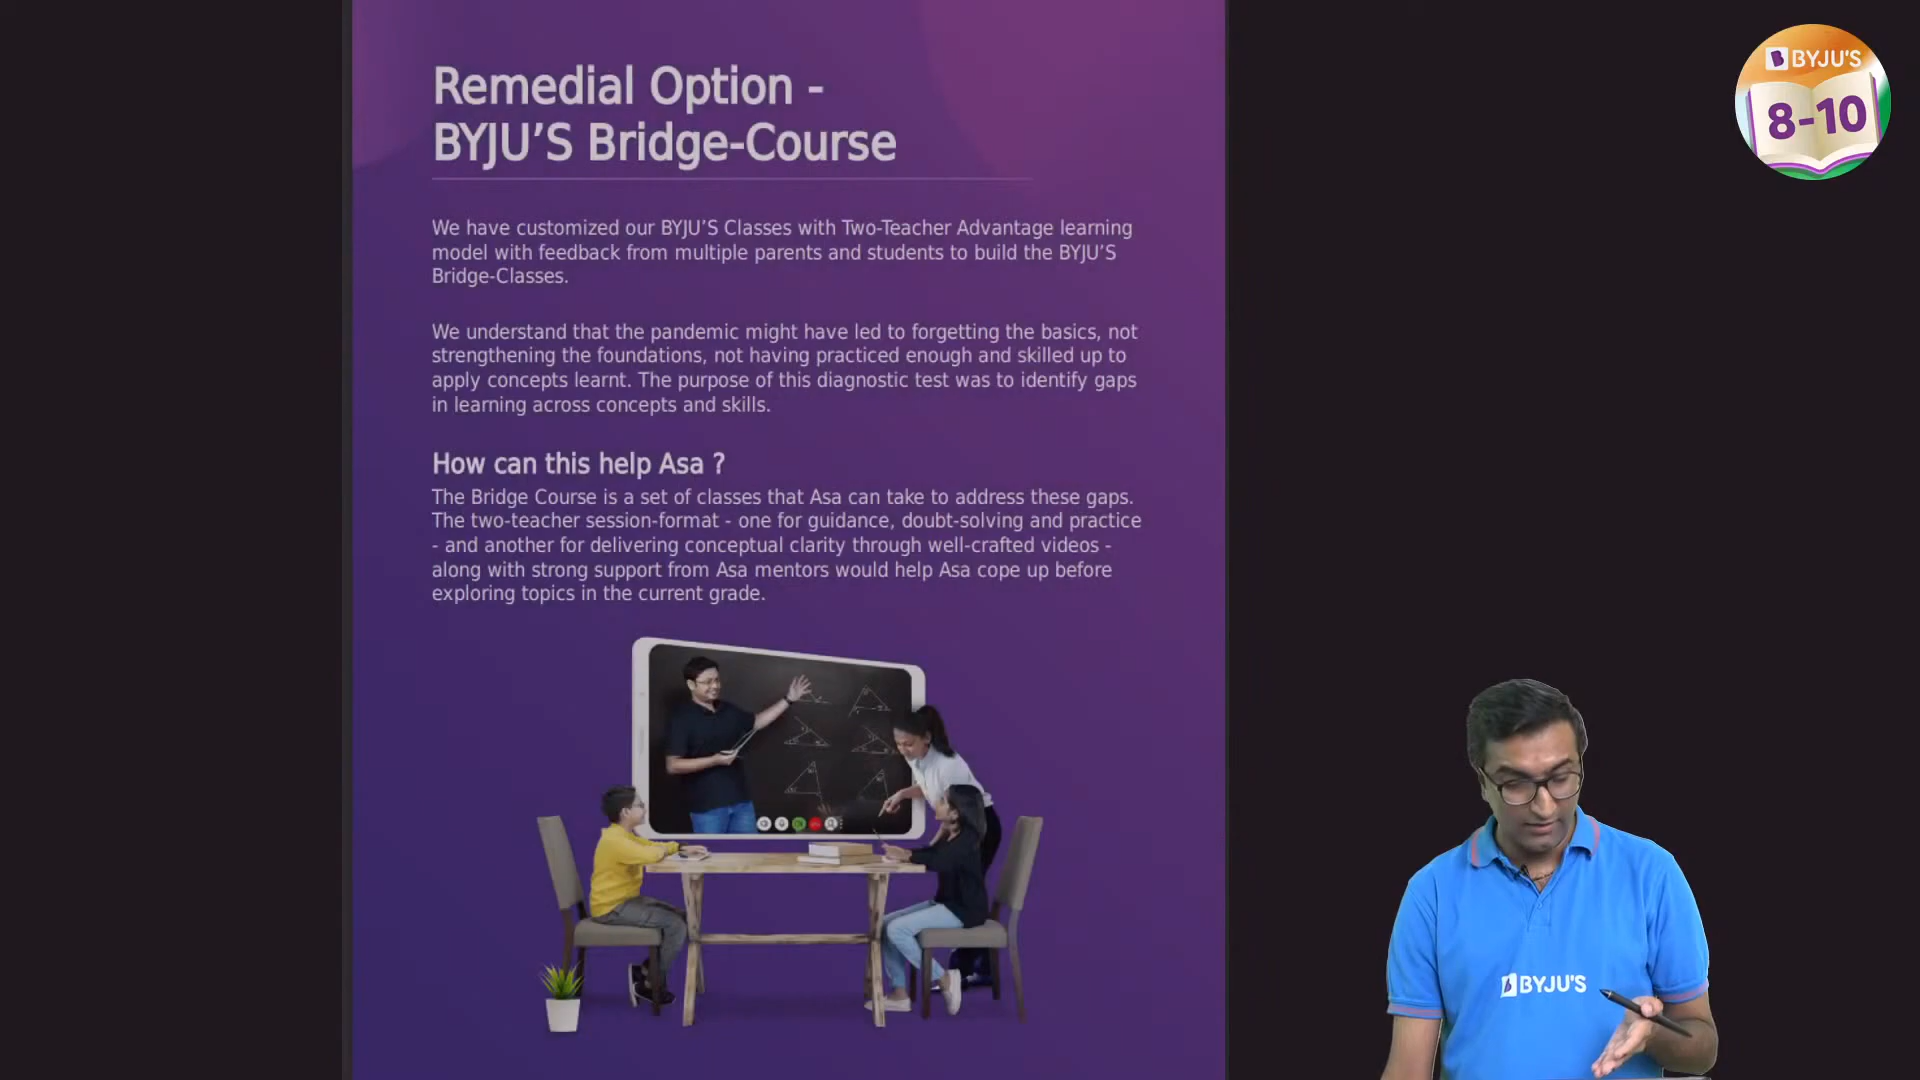 Remedial Option -
BYJU'S Bridge-Course
We have customized our BYJU'S Classes with Two-Teacher Advantage learning
model with feedback from multiple parents and students to build the BYJU'S
Bridge-Classes.
We understand that the pandemic might have led to forgetting the basics, not
strengthening the foundations, not having practiced enough and skilled up to
apply concepts learnt. The purpose of this diagnostic test was to identify gaps
in learning across concepts and skills.
How can this help Asa ?
The Bridge Course is a set of classes that Asa can take to address these gaps.
The two-teacher session-format - one for guidance, doubt-solving and practice
- and another for delivering conceptual clarity through well-crafted videos -
along with strong support from Asa mentors would help Asa cope up before
exploring topics in the current grade.
BYJU'S
8-10
BYJU'S